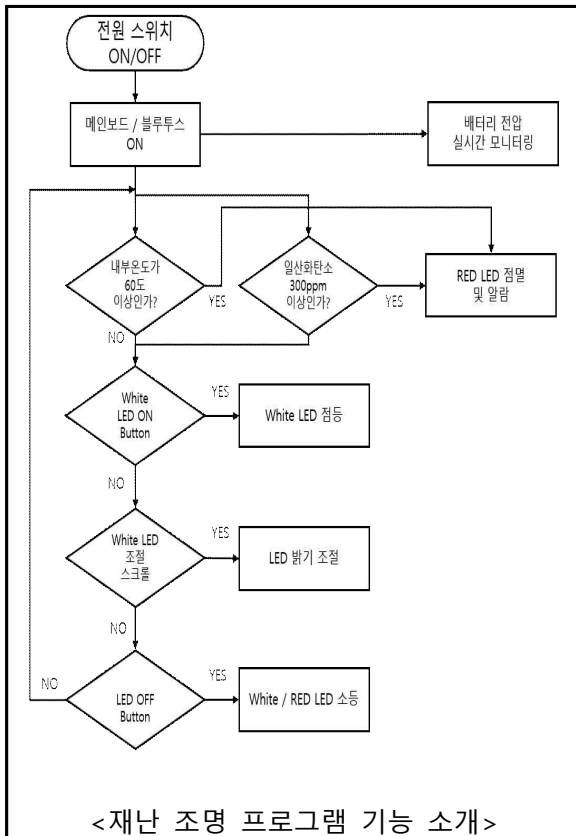 전원 스위치
ON/OFF
메인보드 / 블루투스
ON
배터리 전압
실시간 모니터링
내부온도가
60도
이상인가?
YES
일산화탄소
300ppm
이상인가?
YES
RED LED 점멸
및 알람
NO
White
LED ON
Button
YES
White LED 점등
NO
White LED
조절
스크롤
YES
LED 밝기 조절
NO
NO
LED OFF
Button
YES
White / RED LED 소등
<재난 조명 프로그램 기능 소개>